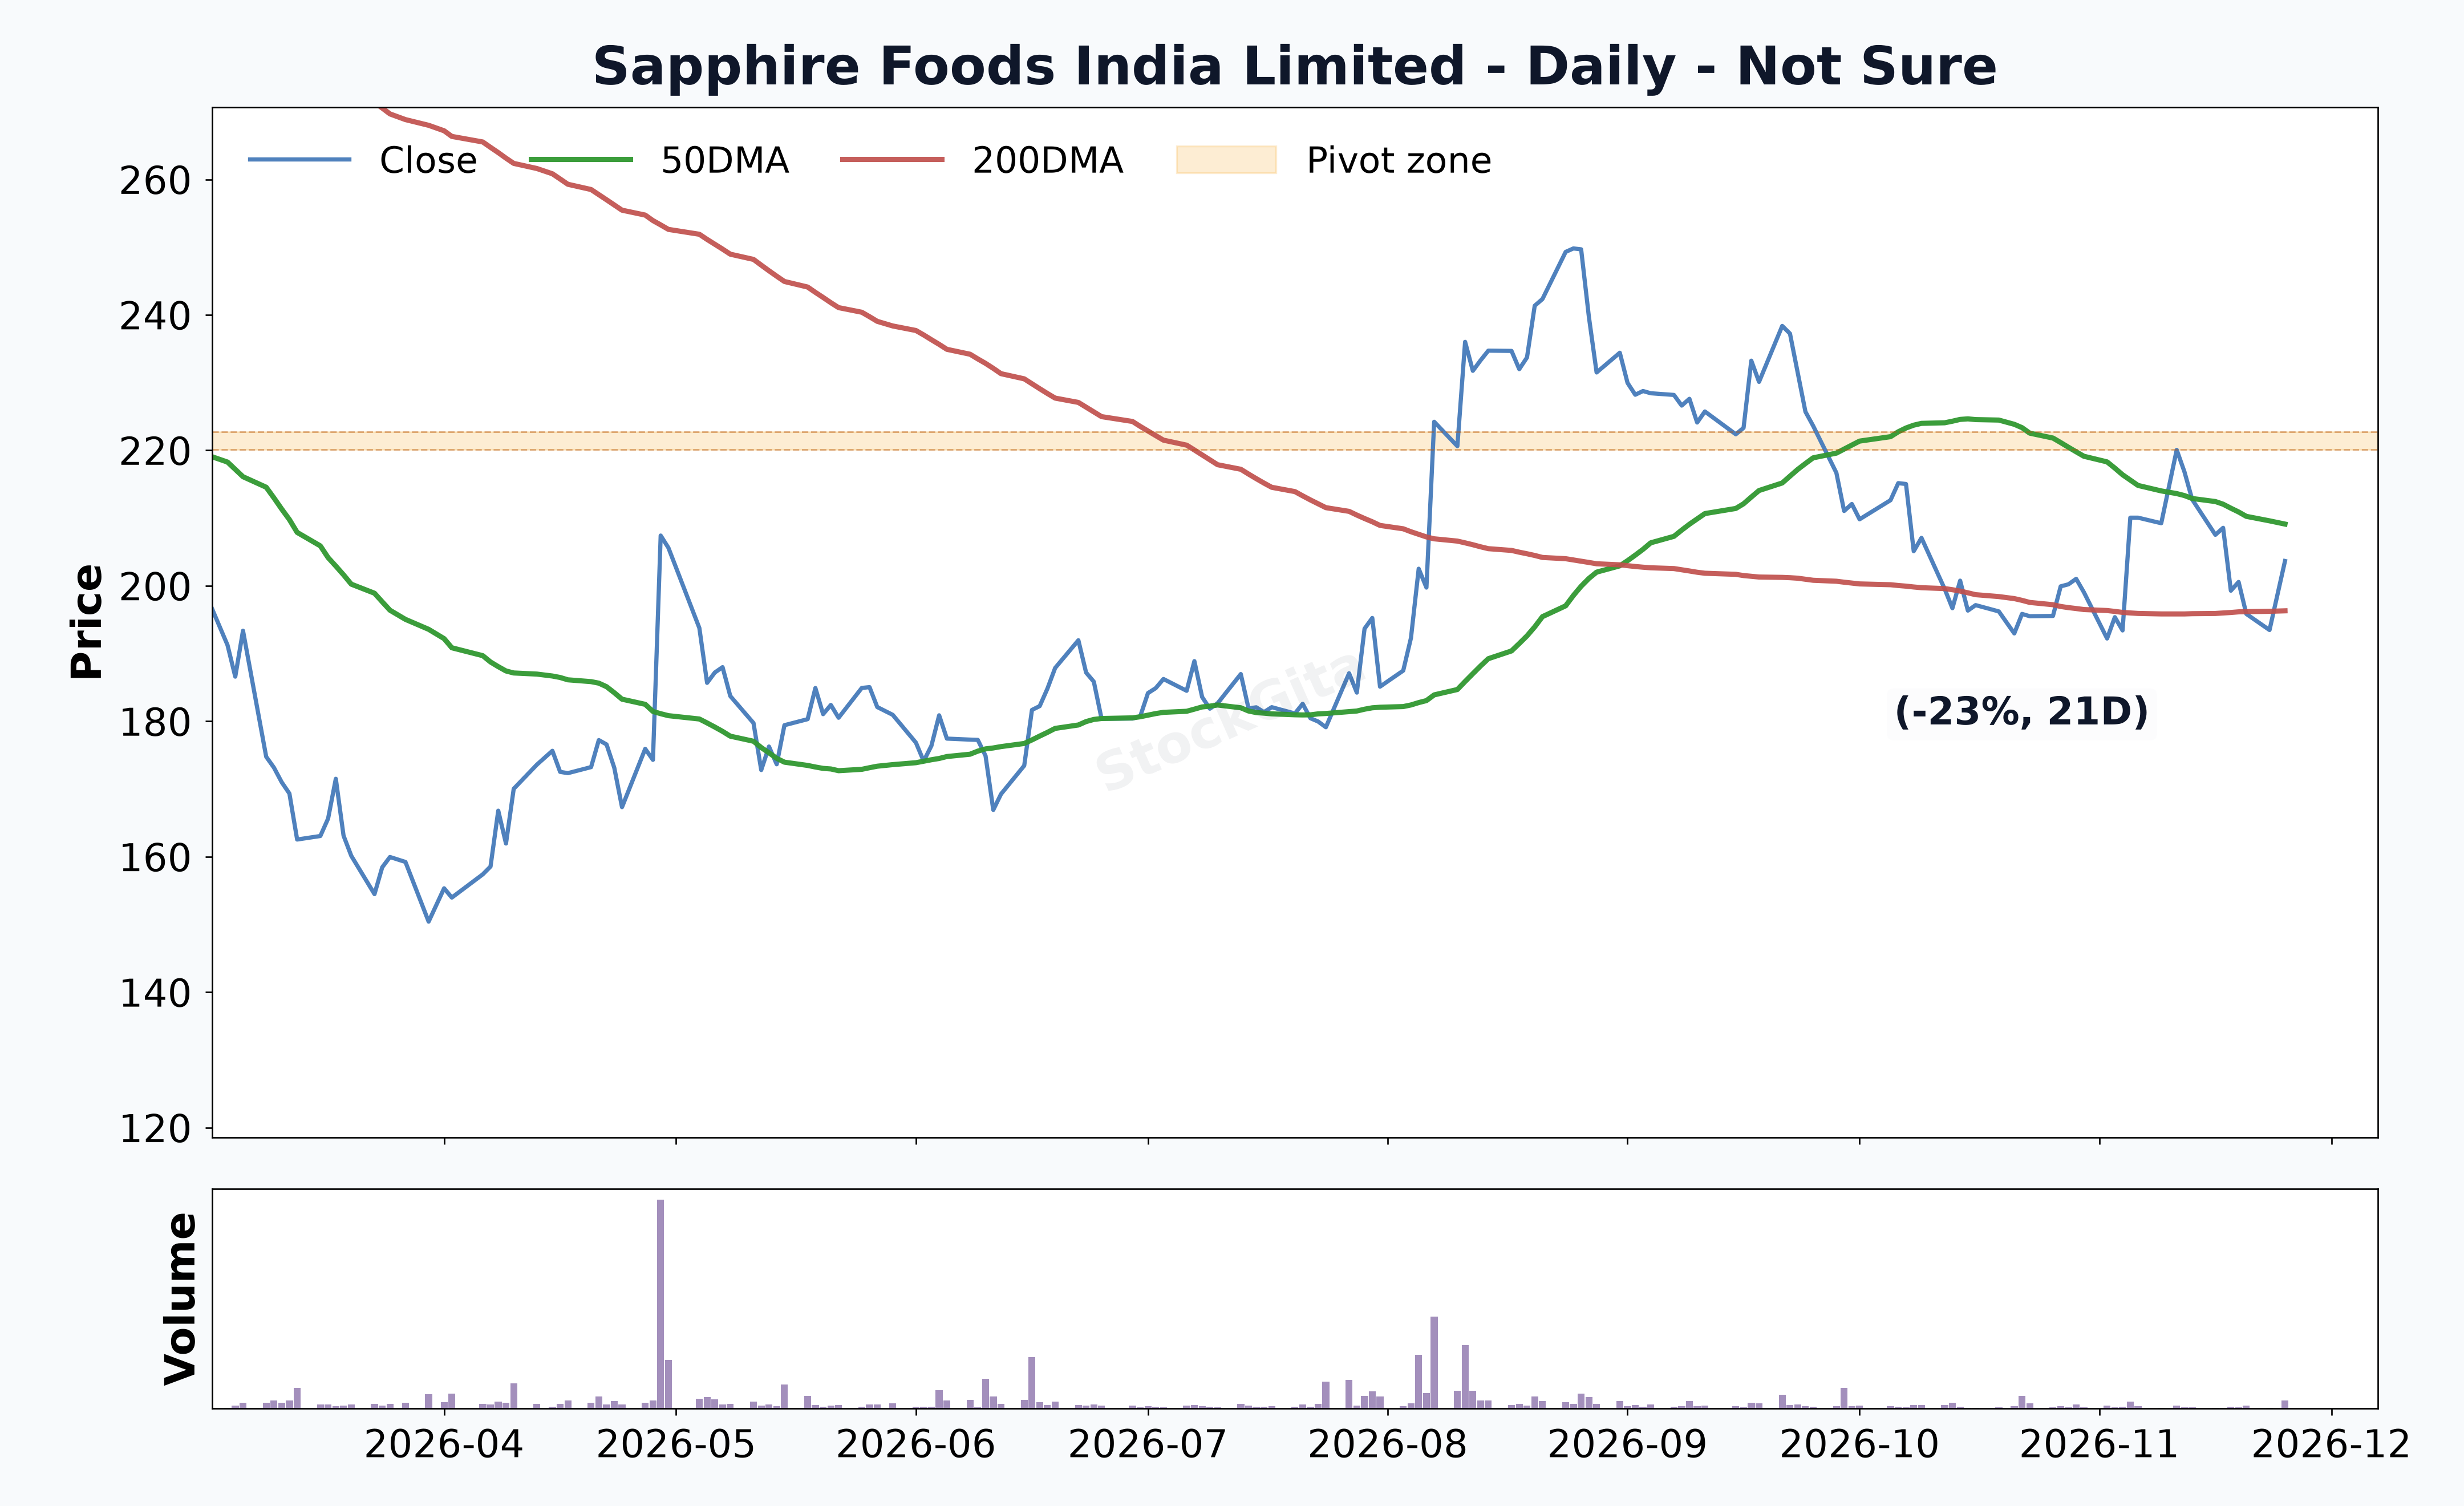 Sapphire Foods India Limited - Daily - Not Sure
Close 50DMA 200DMA Pivot zone
260
240
220
200
180
160
140
120
Price
StockGita
(-23%, 21D)
Volume
2026-04 2026-05 2026-06 2026-07 2026-08 2026-09 2026-10 2026-11 2026-12